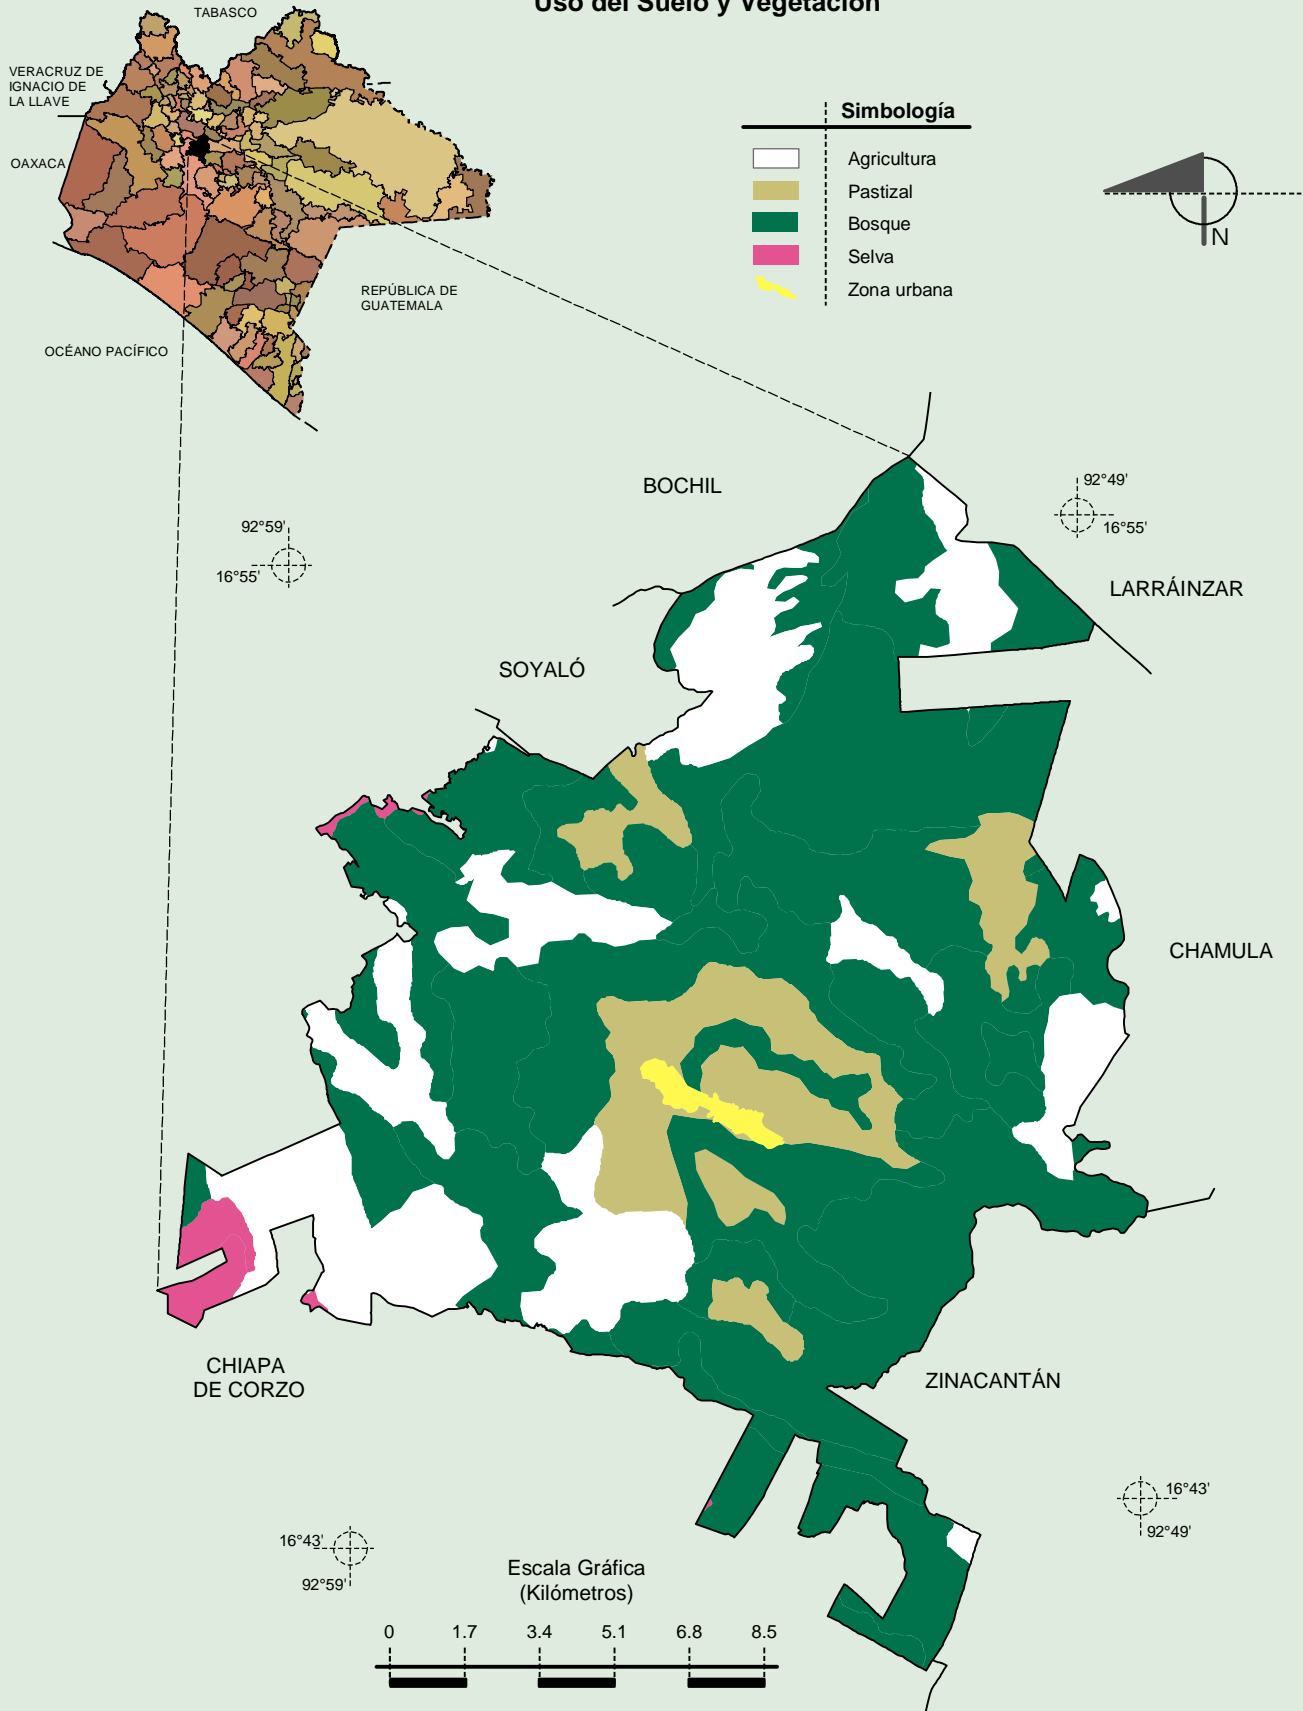 Uso del Suelo y Vegetación
TABASCO
VERACRUZ DE
IGNACIO DE
LA LLAVE
OAXACA
REPÚBLICA DE
GUATEMALA
OCÉANO PACÍFICO
Simbología
Agricultura
Pastizal
Bosque
Selva
Zona urbana
N
BOCHIL
92°49'
16°55'
92°59'
16°55'
LARRÁINZAR
SOYALÓ
CHAMULA
CHIAPA
DE CORZO
ZINACANTÁN
16°43'
92°49'
16°43'
92°59'
Escala Gráfica
(Kilómetros)
0 1.7 3.4 5.1 6.8 8.5